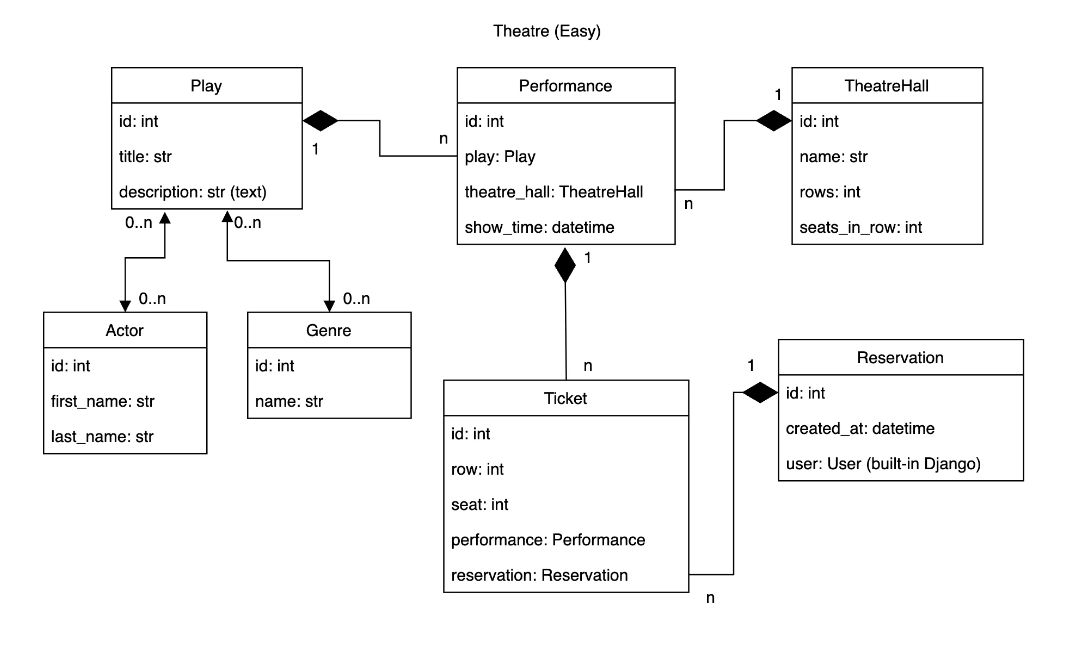 Theatre (Easy)
Play
id: int
title: str
description: str (text)
1
n
Performance
id: int
play: Play
theatre_hall: TheatreHall
show_time: datetime
1
n
TheatreHall
id: int
name: str
rows: int
seats_in_row: int
0..n
0..n
0..n
0..n
Actor
id: int
first_name: str
last_name: str
Genre
id: int
name: str
1
n
Ticket
id: int
row: int
seat: int
performance: Performance
reservation: Reservation
1
n
Reservation
id: int
created_at: datetime
user: User (built-in Django)